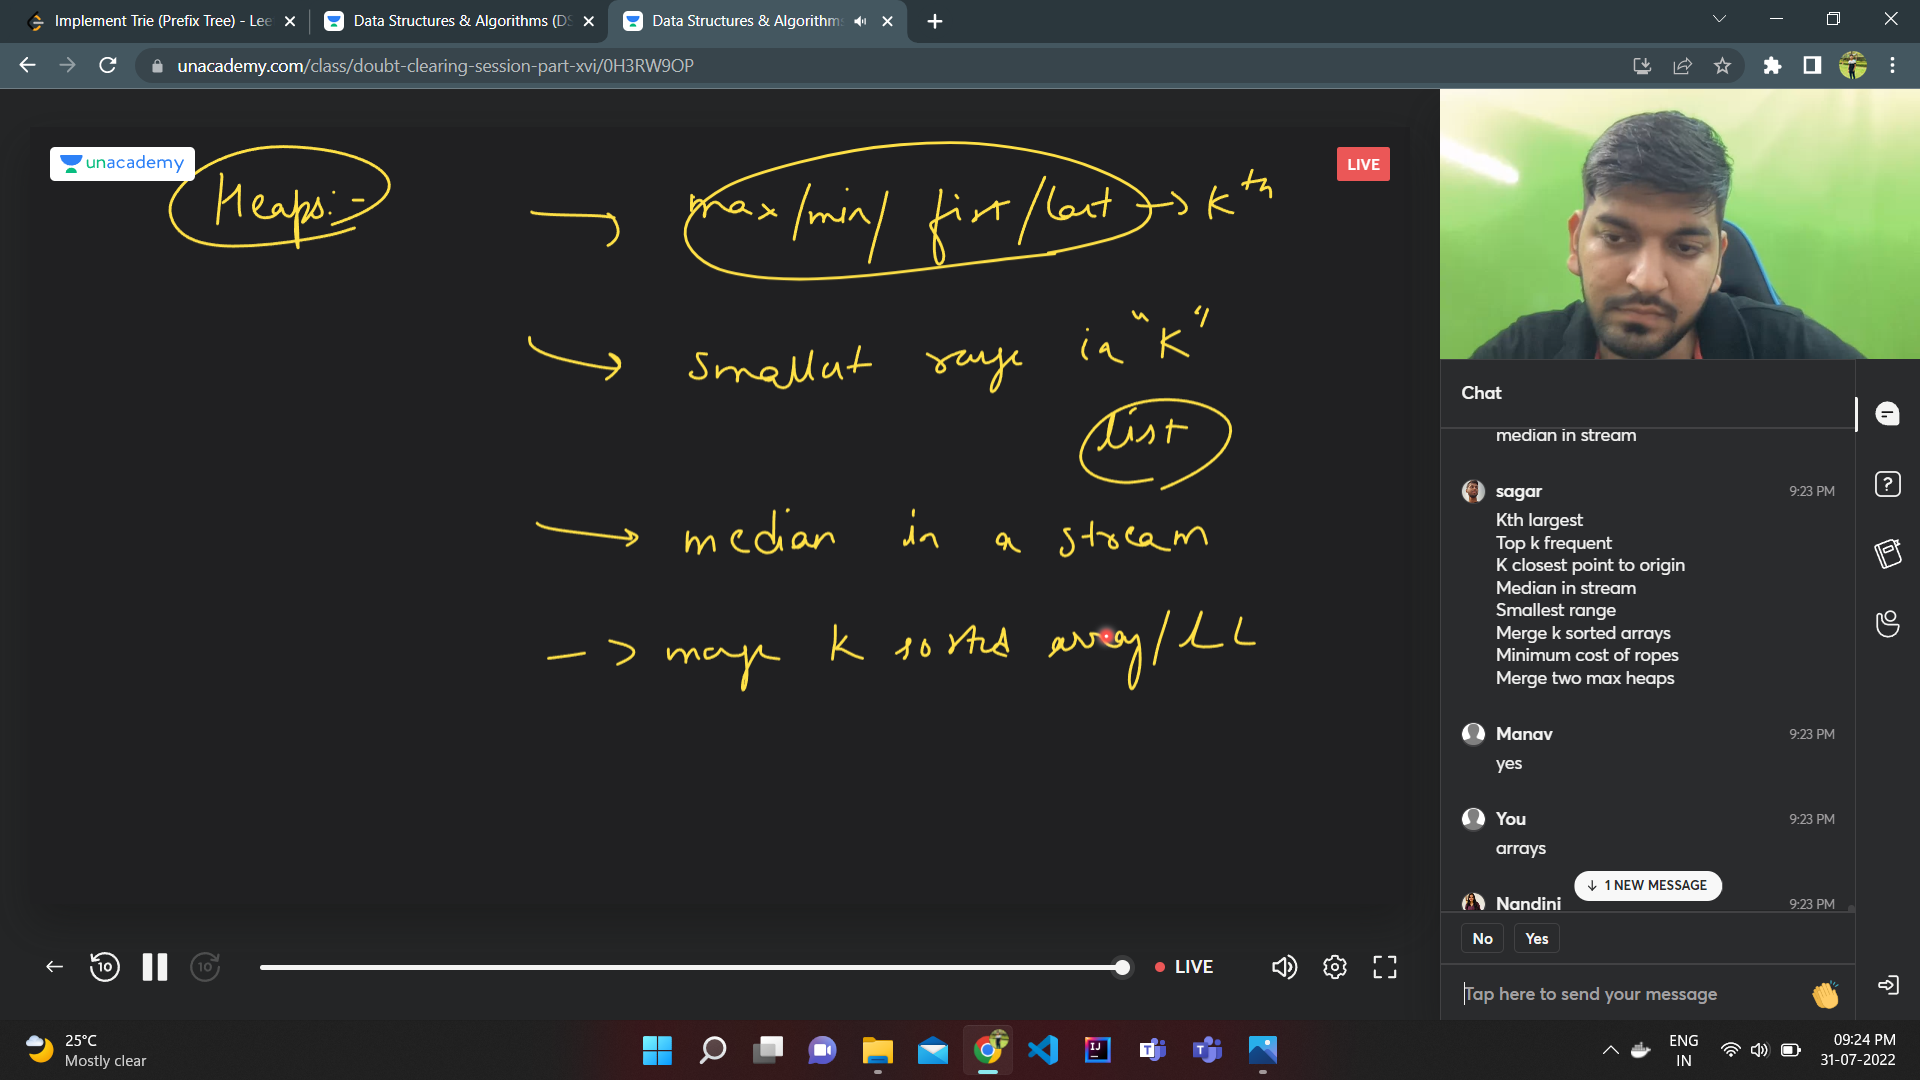 Implement Trie (Prefix Tree) - Lee
Data Structures & Algorithms (DS
Data Structures & Algorithms
unacademy.com/class/doubt-clearing-session-part-xvi/0H3RW9OP
unacademy
LIVE
Heaps:-
max/min/ first/last → Kth
smallest range in "K"
list
median in a stream
merge K sorted array/LL
10
10
LIVE
Chat
median in stream
sagar 9:23 PM
Kth largest
Top k frequent
K closest point to origin
Median in stream
Smallest range
Merge k sorted arrays
Minimum cost of ropes
Merge two max heaps
Manav 9:23 PM
yes
You 9:23 PM
arrays
↓ 1 NEW MESSAGE
Nandini 9:23 PM
No Yes
Tap here to send your message
25°C
Mostly clear
ENG
IN
09:24 PM
31-07-2022